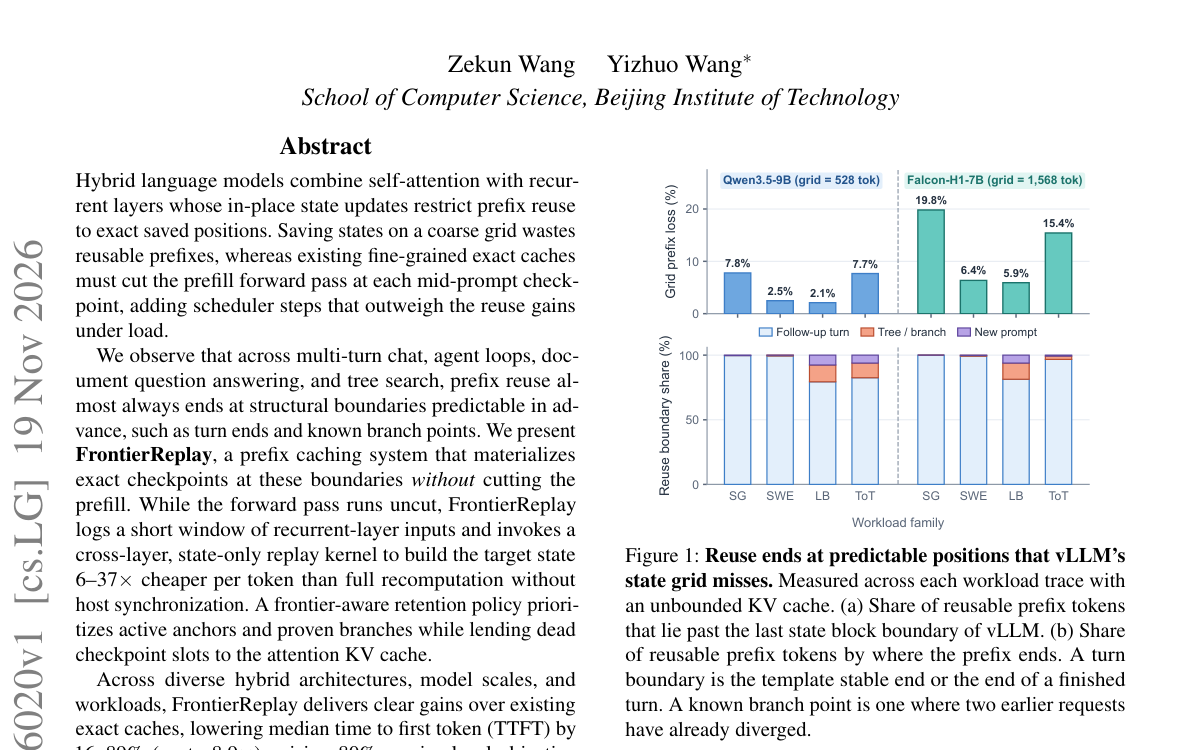 Zekun Wang Yizhuo Wang*
School of Computer Science, Beijing Institute of Technology
Abstract
Hybrid language models combine self-attention with recur-
rent layers whose in-place state updates restrict prefix reuse
to exact saved positions. Saving states on a coarse grid wastes
reusable prefixes, whereas existing fine-grained exact caches
must cut the prefill forward pass at each mid-prompt check-
point, adding scheduler steps that outweigh the reuse gains
under load.
We observe that across multi-turn chat, agent loops, doc-
ument question answering, and tree search, prefix reuse al-
most always ends at structural boundaries predictable in ad-
vance, such as turn ends and known branch points. We present
FrontierReplay, a prefix caching system that materializes
exact checkpoints at these boundaries without cutting the
prefill. While the forward pass runs uncut, FrontierReplay
logs a short window of recurrent-layer inputs and invokes a
cross-layer, state-only replay kernel to build the target state
6–37× cheaper per token than full recomputation without
host synchronization. A frontier-aware retention policy priori-
tizes active anchors and proven branches while lending dead
checkpoint slots to the attention KV cache.
Across diverse hybrid architectures, model scales, and
workloads, FrontierReplay delivers clear gains over existing
exact caches, lowering median time to first token (TTFT) by
6020v1 [cs.LG] 19 Nov 2026
Qwen3.5-9B (grid = 528 tok) Falcon-H1-7B (grid = 1,568 tok)
Grid prefix loss (%)
20
10
0
7.8% 2.5% 2.1% 7.7% 19.8% 6.4% 5.9% 15.4%
Follow-up turn Tree / branch New prompt
Reuse boundary share (%)
100
50
0
SG SWE LB ToT SG SWE LB ToT
Workload family
Figure 1: Reuse ends at predictable positions that vLLM's
state grid misses. Measured across each workload trace with
an unbounded KV cache. (a) Share of reusable prefix tokens
that lie past the last state block boundary of vLLM. (b) Share
of reusable prefix tokens by where the prefix ends. A turn
boundary is the template stable end or the end of a finished
turn. A known branch point is one where two earlier requests
have already diverged.